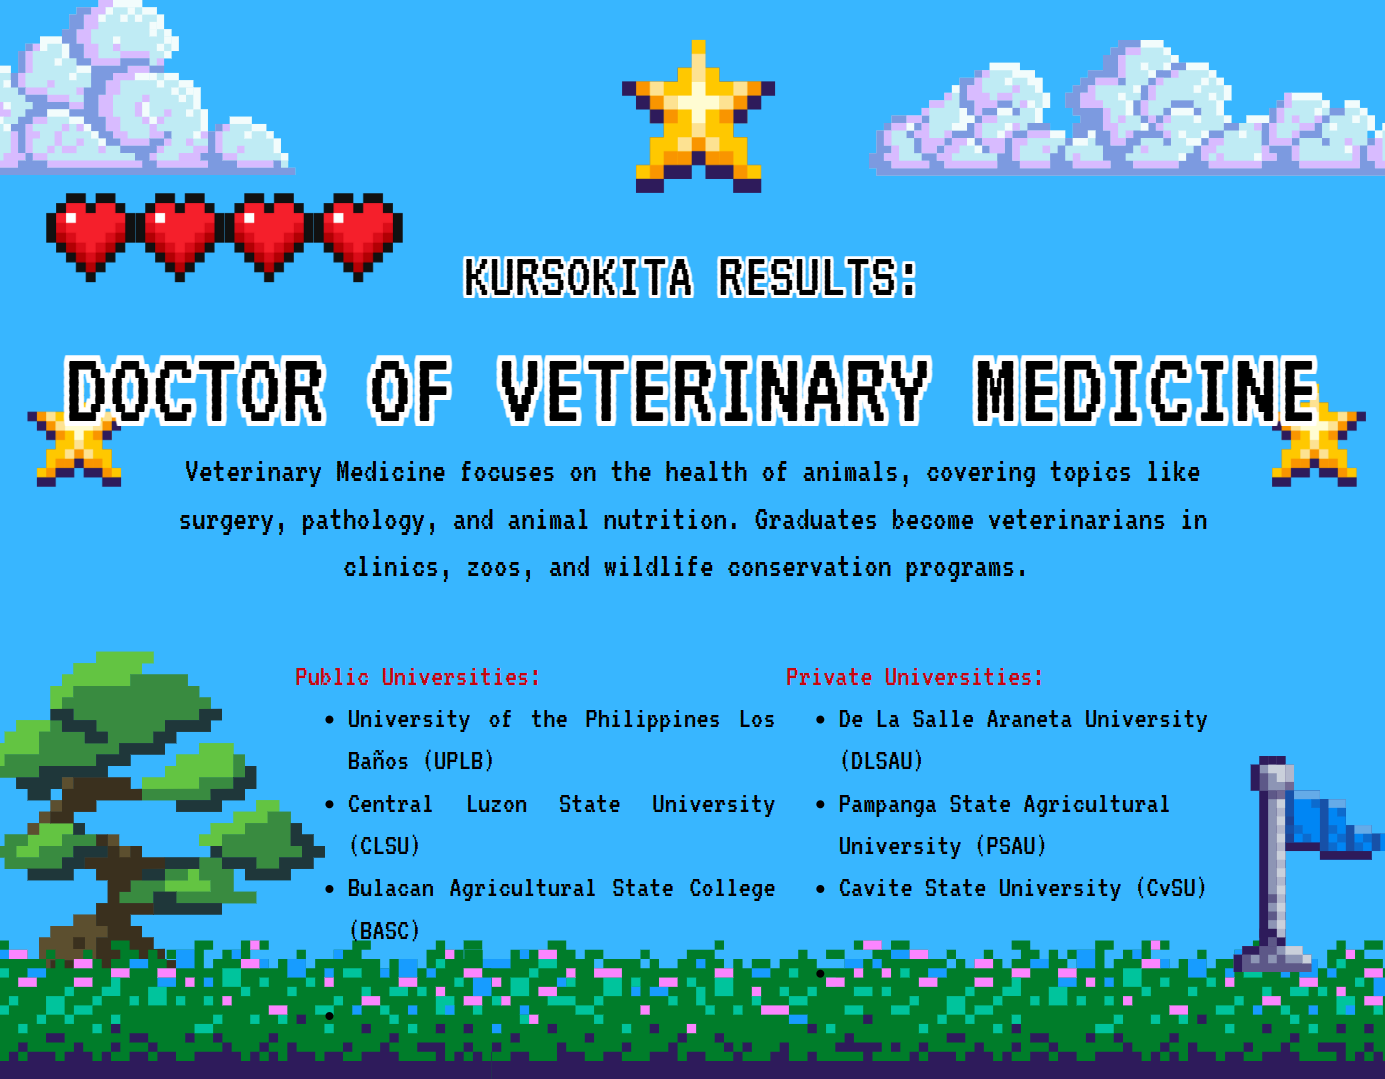 KURSOKITA RESULTS:
DOCTOR OF VETERINARY MEDICINE
Veterinary Medicine focuses on the health of animals, covering topics like
surgery, pathology, and animal nutrition. Graduates become veterinarians in
clinics, zoos, and wildlife conservation programs.
Public Universities:
• University of the Philippines Los
Baños (UPLB)
• Central Luzon State University
(CLSU)
• Bulacan Agricultural State College
(BASC)
Private Universities:
• De La Salle Araneta University
(DLSAU)
• Pampanga State Agricultural
University (PSAU)
• Cavite State University (CvSU)